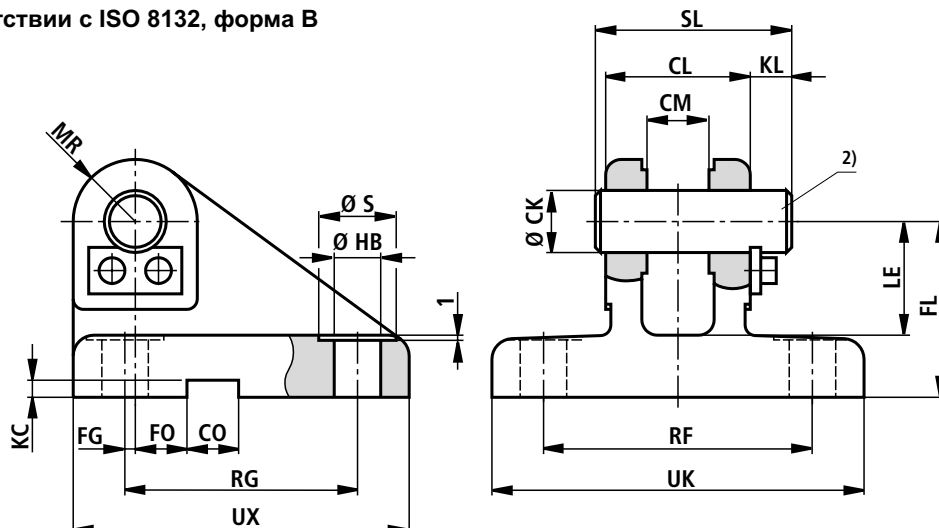 тствии с ISO 8132, форма B
SL
CL
KL
CM
MR
2)
Ø S
Ø CK
Ø HB
LE
FL
1
KC
FG
FO
CO
RF
RG
UK
UX